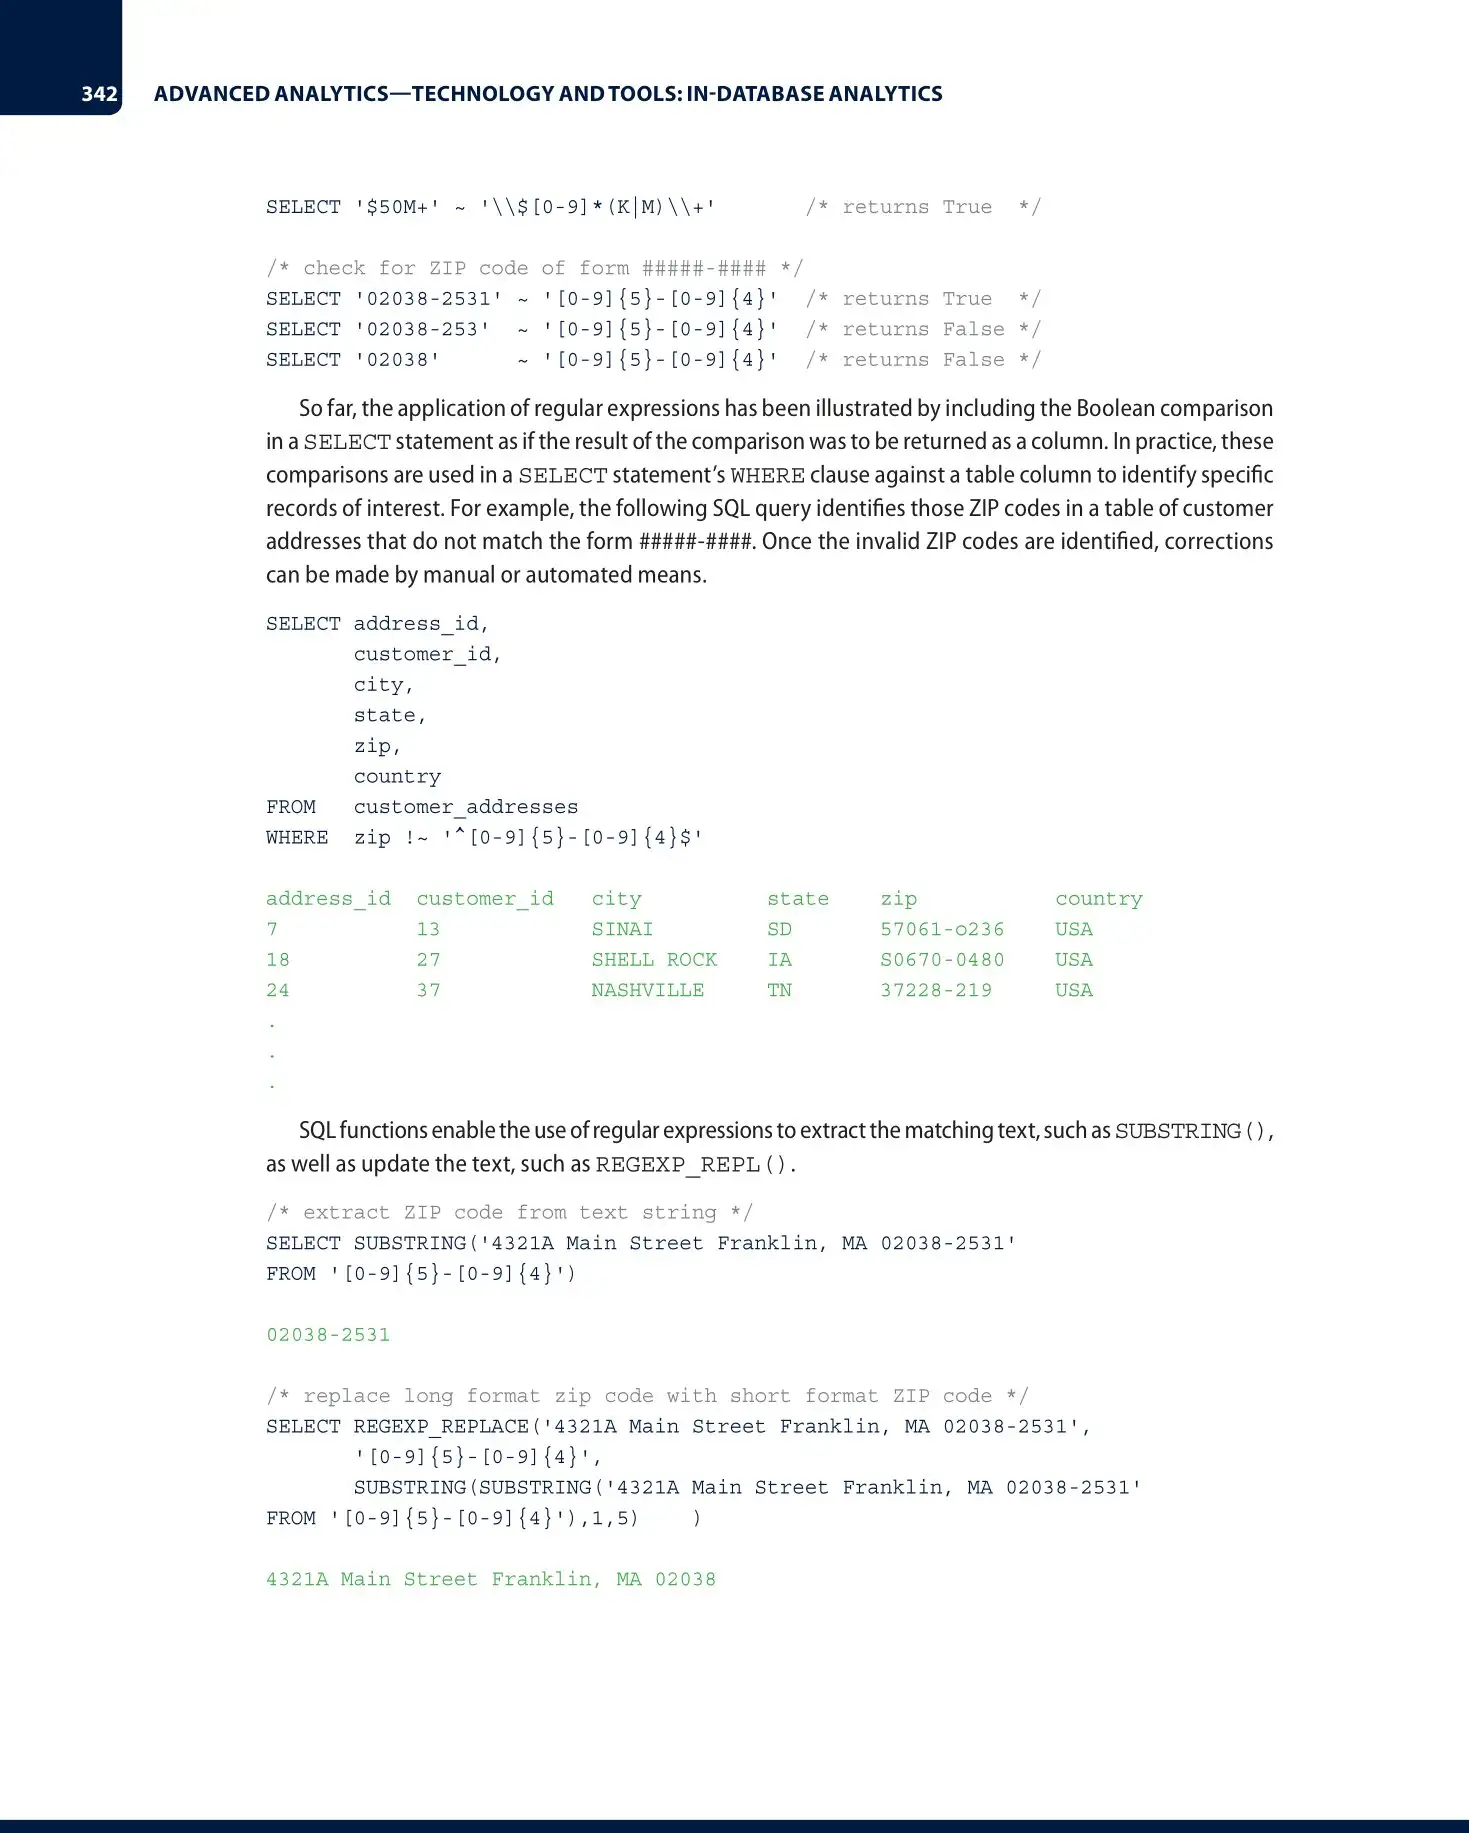 342 ADVANCED ANALYTICS—TECHNOLOGY AND TOOLS: IN-DATABASE ANALYTICS
SELECT '$50M+' ~ '\\$[0-9]*(K|M)\\+'       /* returns True  */
/* check for ZIP code of form #####-#### */
SELECT '02038-2531' ~ '[0-9]{5}-[0-9]{4}'  /* returns True  */
SELECT '02038-253'  ~ '[0-9]{5}-[0-9]{4}'  /* returns False */
SELECT '02038'      ~ '[0-9]{5}-[0-9]{4}'  /* returns False */
So far, the application of regular expressions has been illustrated by including the Boolean comparison
in a SELECT statement as if the result of the comparison was to be returned as a column. In practice, these
comparisons are used in a SELECT statement’s WHERE clause against a table column to identify specific
records of interest. For example, the following SQL query identifies those ZIP codes in a table of customer
addresses that do not match the form #####-####. Once the invalid ZIP codes are identified, corrections
can be made by manual or automated means.
SELECT address_id,
       customer_id,
       city,
       state,
       zip,
       country
FROM   customer_addresses
WHERE  zip !~ '^[0-9]{5}-[0-9]{4}$'
address_id  customer_id   city          state    zip           country
7           13            SINAI         SD       57061-o236    USA
18          27            SHELL ROCK    IA       S0670-0480    USA
24          37            NASHVILLE     TN       37228-219     USA
.
.
.
SQL functions enable the use of regular expressions to extract the matching text, such as SUBSTRING(),
as well as update the text, such as REGEXP_REPL().
/* extract ZIP code from text string */
SELECT SUBSTRING('4321A Main Street Franklin, MA 02038-2531'
FROM '[0-9]{5}-[0-9]{4}')
02038-2531
/* replace long format zip code with short format ZIP code */
SELECT REGEXP_REPLACE('4321A Main Street Franklin, MA 02038-2531',
       '[0-9]{5}-[0-9]{4}',
       SUBSTRING(SUBSTRING('4321A Main Street Franklin, MA 02038-2531'
FROM '[0-9]{5}-[0-9]{4}'),1,5)    )
4321A Main Street Franklin, MA 02038